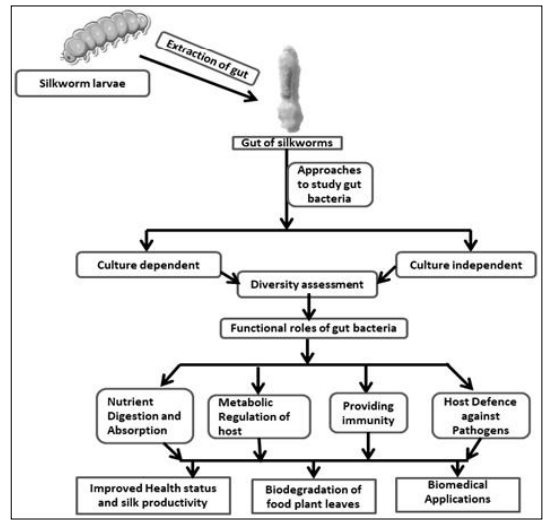 Extraction of gut
Silkworm larvae
Gut of silkworms
Approaches
to study gut
bacteria
Culture dependent
Culture independent
Diversity assessment
Functional roles of gut bacteria
Nutrient
Digestion and
Absorption
Metabolic
Regulation of
host
Providing
immunity
Host Defence
against
Pathogens
Improved Health status
and silk productivity
Biodegradation of
food plant leaves
Biomedical
Applications